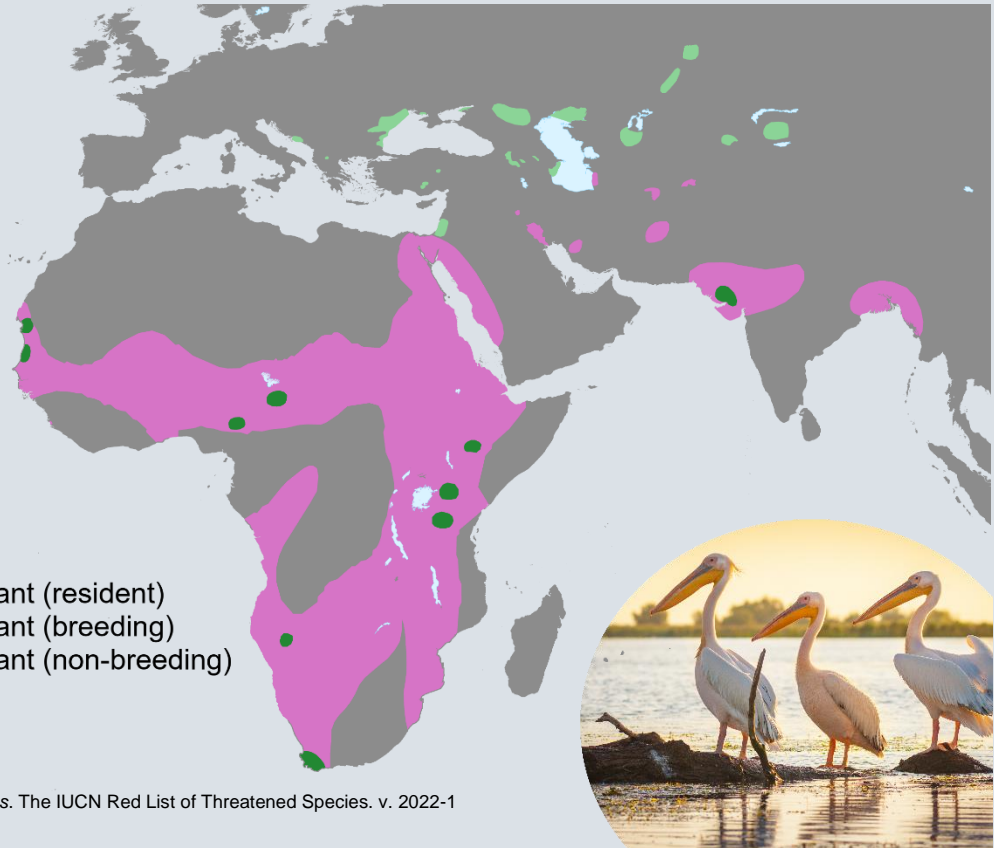 ant (resident)
ant (breeding)
ant (non-breeding)
s. The IUCN Red List of Threatened Species. v. 2022-1